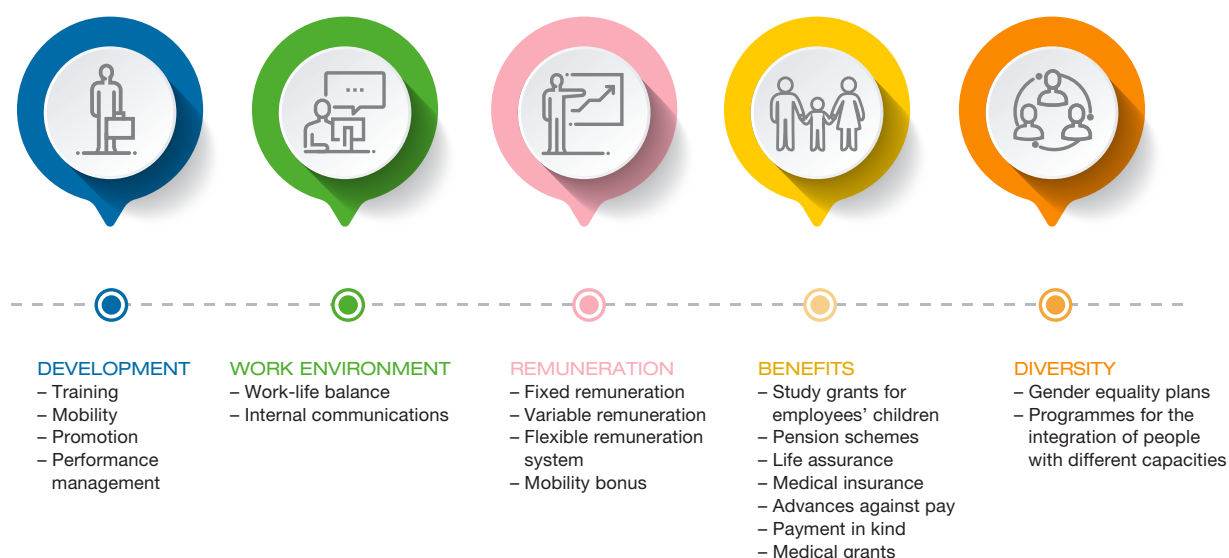 DEVELOPMENT
– Training
– Mobility
– Promotion
– Performance
management
WORK ENVIRONMENT
– Work-life balance
– Internal communications
REMUNERATION
– Fixed remuneration
– Variable remuneration
– Flexible remuneration
system
– Mobility bonus
BENEFITS
– Study grants for
employees’ children
– Pension schemes
– Life assurance
– Medical insurance
– Advances against pay
– Payment in kind
– Medical grants
DIVERSITY
– Gender equality plans
– Programmes for the
integration of people
with different capacities